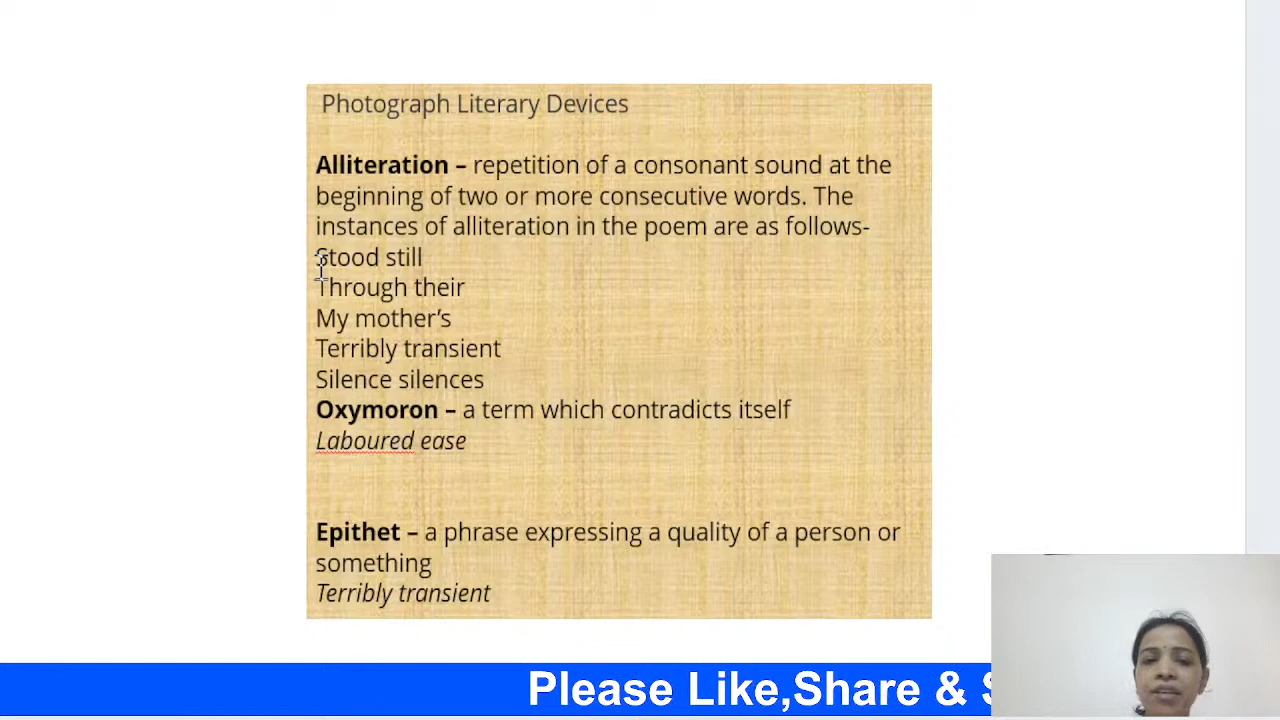 Photograph Literary Devices
Alliteration – repetition of a consonant sound at the
beginning of two or more consecutive words. The
instances of alliteration in the poem are as follows-
Stood still
Through their
My mother's
Terribly transient
Silence silences
Oxymoron – a term which contradicts itself
Laboured ease
Epithet – a phrase expressing a quality of a person or
something
Terribly transient
Please Like,Share &